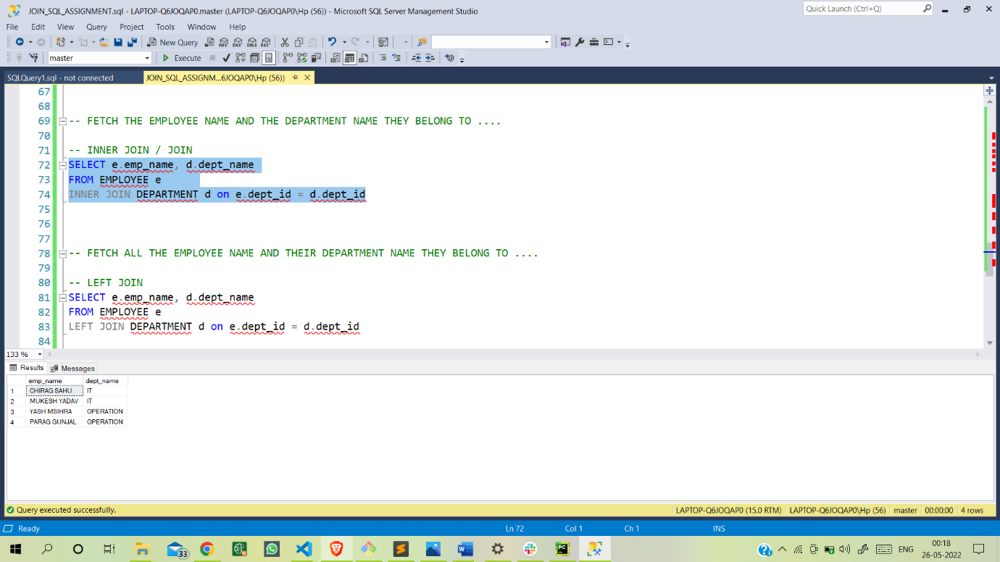 JOIN_SQL_ASSIGNMENT.sql - LAPTOP-Q6JOQAP0.master (LAPTOP-Q6JOQAP0\Hp (56)) - Microsoft SQL Server Management Studio
Quick Launch (Ctrl+Q)
File Edit View Query Project Tools Window Help
New Query
MDX DMX XMLA DAX
master
Execute
SQLQuery1.sql - not connected
JOIN_SQL_ASSIGNM...6JOQAP0\Hp (56))
67
68
69 -- FETCH THE EMPLOYEE NAME AND THE DEPARTMENT NAME THEY BELONG TO ....
70
71 -- INNER JOIN / JOIN
72 SELECT e.emp_name, d.dept_name
73 FROM EMPLOYEE e
74 INNER JOIN DEPARTMENT d on e.dept_id = d.dept_id
75
76
77
78 -- FETCH ALL THE EMPLOYEE NAME AND THEIR DEPARTMENT NAME THEY BELONG TO ....
79
80 -- LEFT JOIN
81 SELECT e.emp_name, d.dept_name
82 FROM EMPLOYEE e
83 LEFT JOIN DEPARTMENT d on e.dept_id = d.dept_id
84
133 %
Results Messages
emp_name dept_name
1 CHIRAG SAHU IT
2 MUKESH YADAV IT
3 YASH MSIHRA OPERATION
4 PARAG GUNJAL OPERATION
Query executed successfully. LAPTOP-Q6JOQAP0 (15.0 RTM) LAPTOP-Q6JOQAP0\Hp (56) master 00:00:00 4 rows
Ready Ln 72 Col 1 Ch 1 INS
33
PC
ENG
00:18
26-05-2022